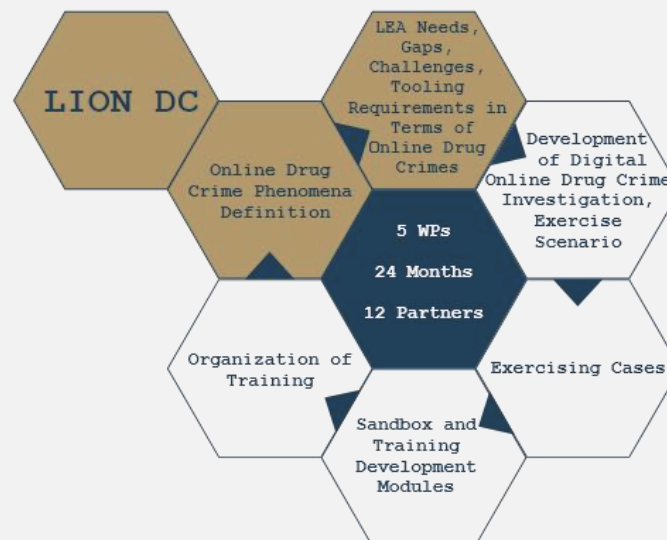 LION DC
LEA Needs,
Gaps,
Challenges,
Tooling
Requirements in
Terms of
Online Drug
Crimes
Online Drug
Crime Phenomena
Definition
Development
of Digital
Online Drug Crime
Investigation,
Exercise
Scenario
5 WPs
24 Months
12 Partners
Organization of
Training
Exercising Cases
Sandbox and
Training
Development
Modules